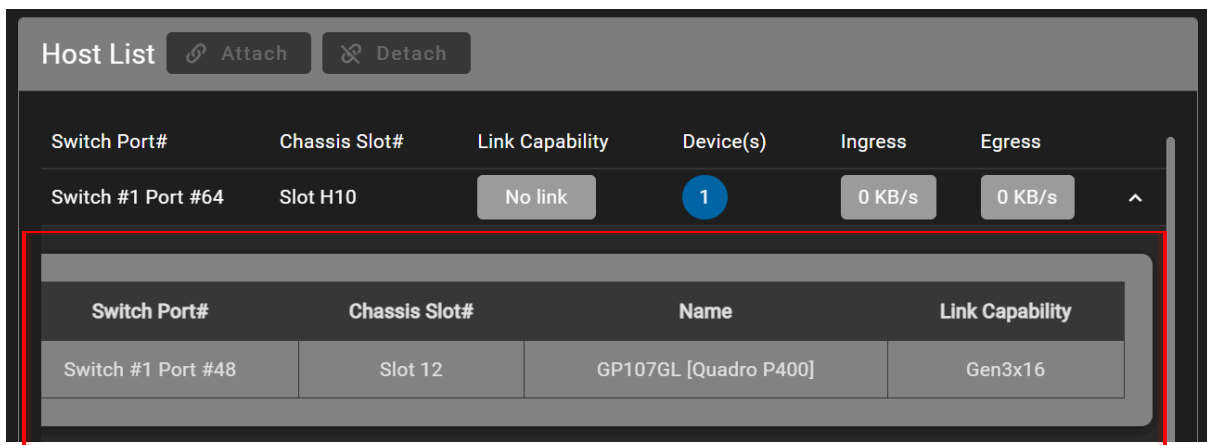 Host List Attach Detach
Switch Port# Chassis Slot# Link Capability Device(s) Ingress Egress
Switch #1 Port #64 Slot H10 No link 1 0 KB/s 0 KB/s
Switch Port# Chassis Slot# Name Link Capability
Switch #1 Port #48 Slot 12 GP107GL [Quadro P400] Gen3x16